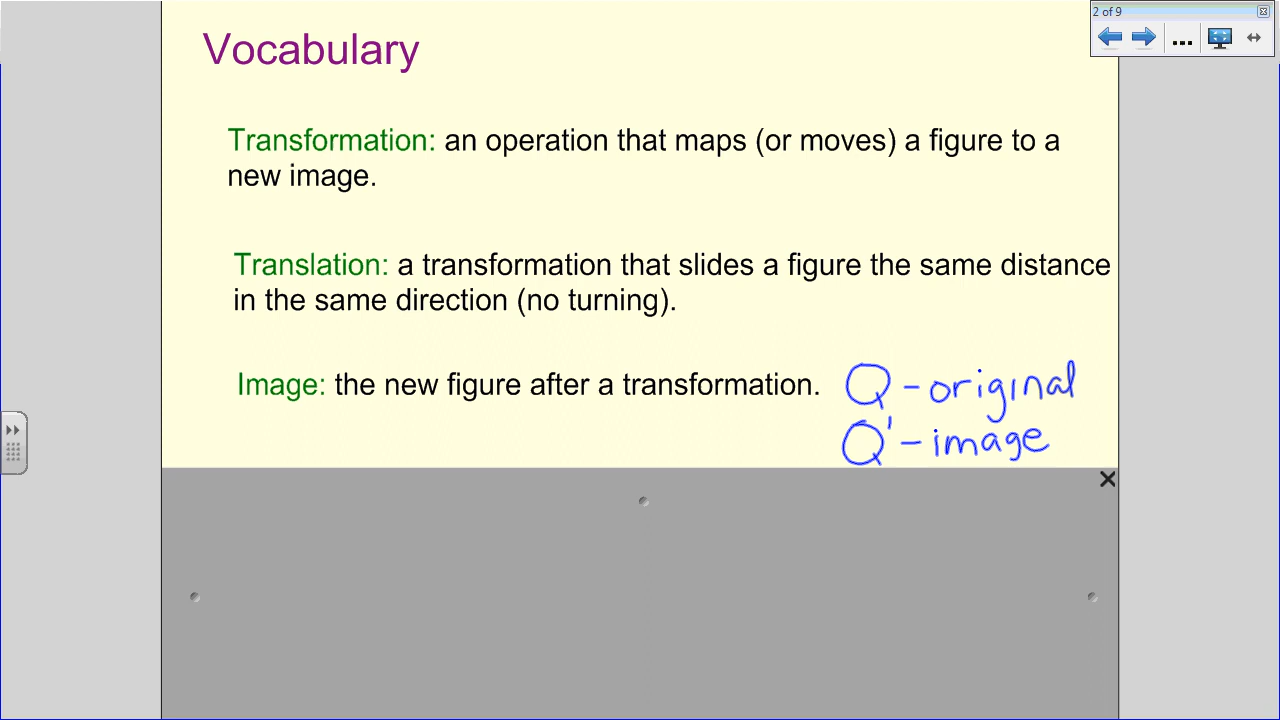 2 of 9
Vocabulary
Transformation: an operation that maps (or moves) a figure to a
new image.
Translation: a transformation that slides a figure the same distance
in the same direction (no turning).
Image: the new figure after a transformation.
Q - original
Q' - image